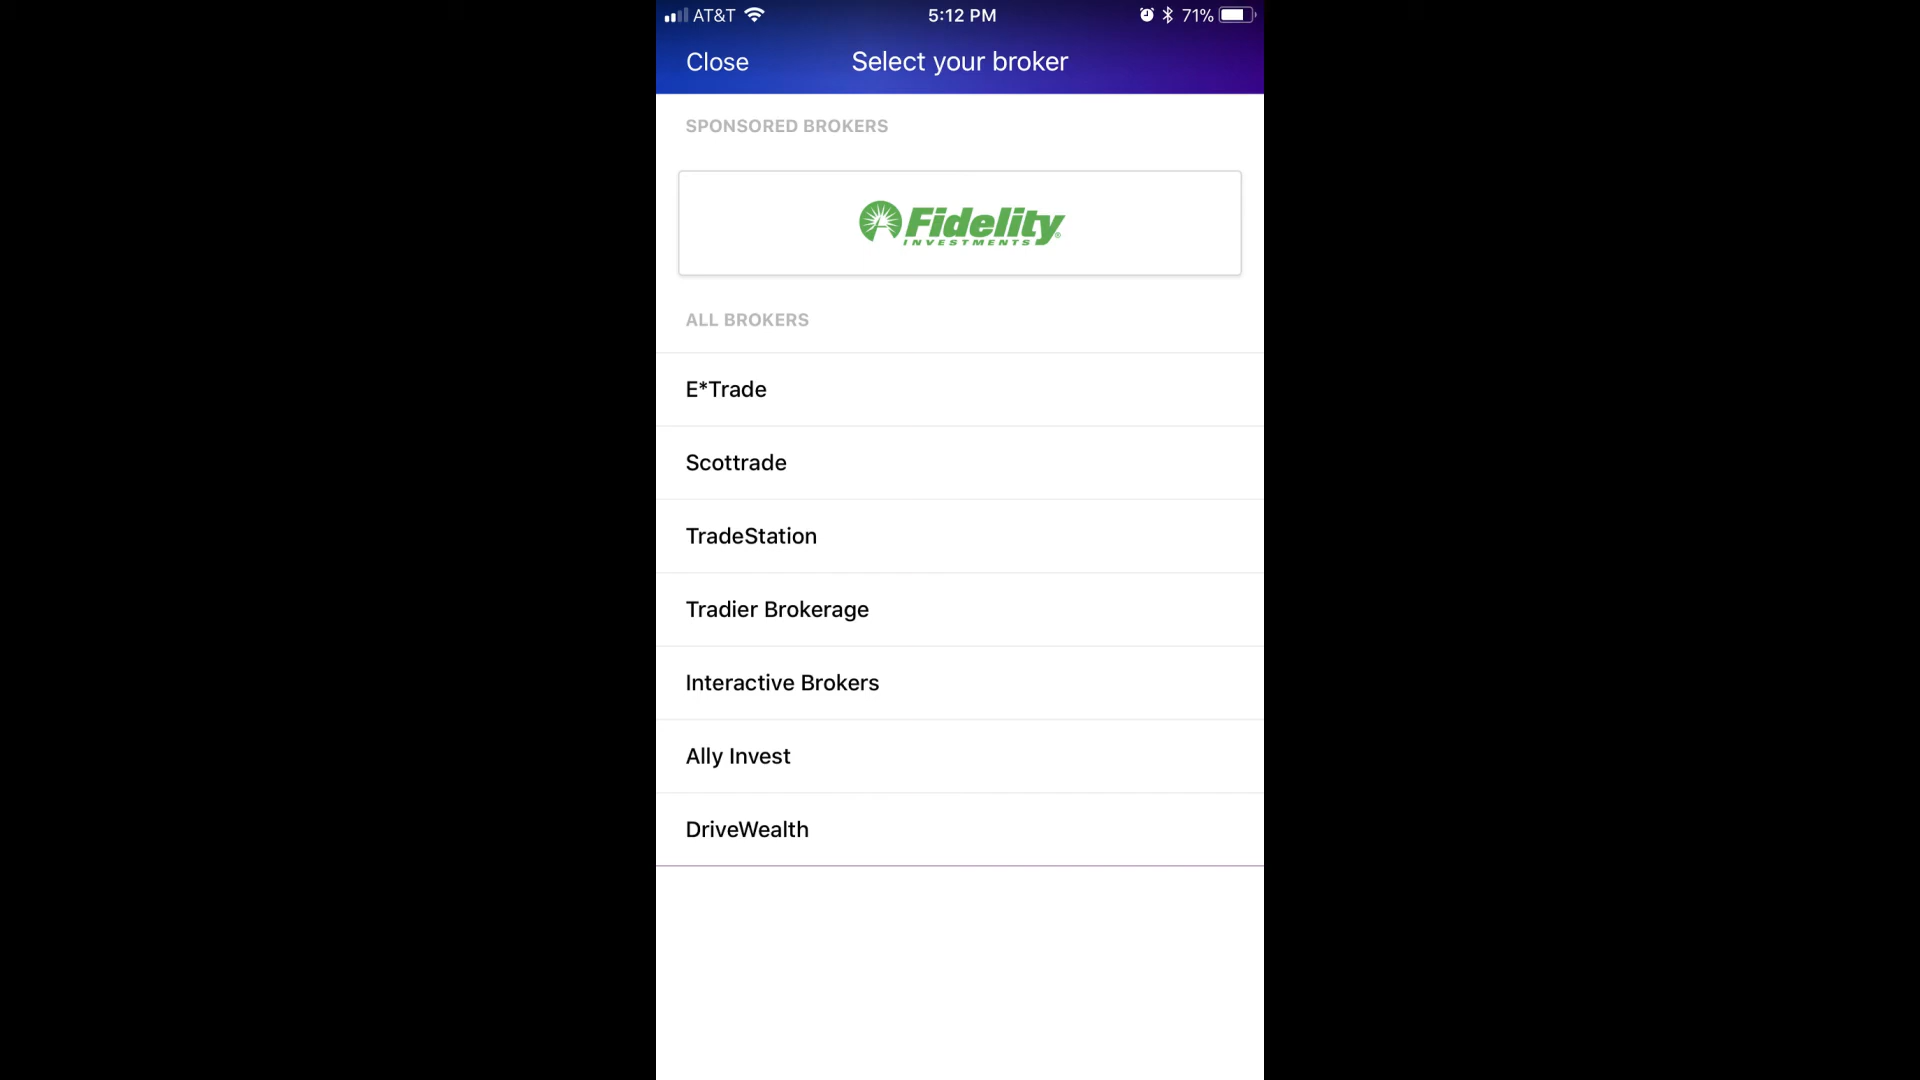 AT&T 5:12 PM 71%
Close Select your broker
SPONSORED BROKERS
Fidelity
INVESTMENTS
ALL BROKERS
E*Trade
Scottrade
TradeStation
Tradier Brokerage
Interactive Brokers
Ally Invest
DriveWealth